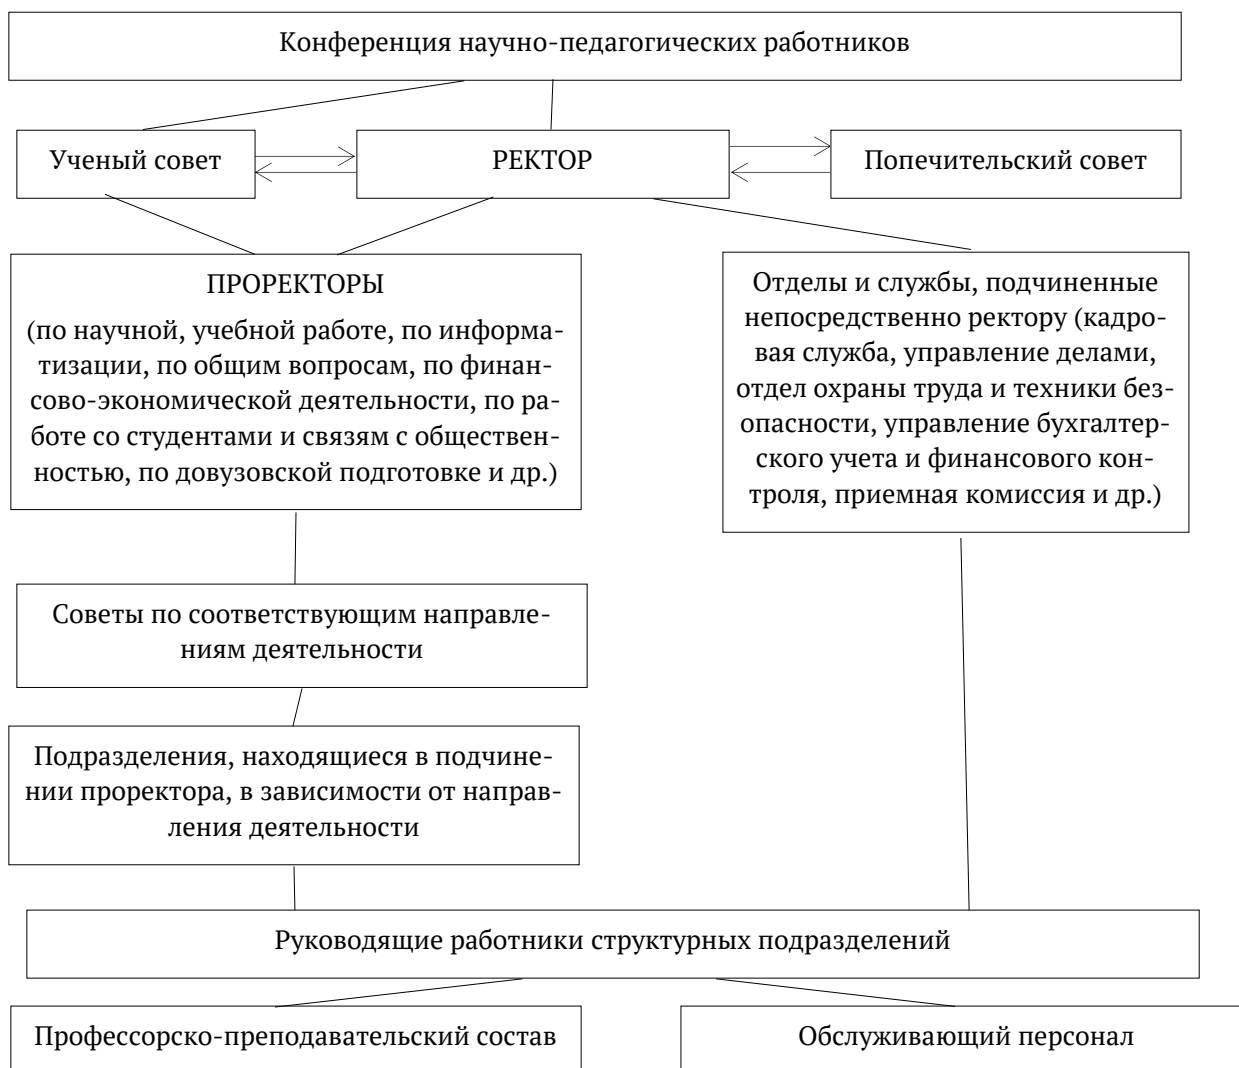 Конференция научно-педагогических работников
Ученый совет
РЕКТОР
Попечительский совет
ПРОРЕКТОРЫ
(по научной, учебной работе, по информа-
тизации, по общим вопросам, по финан-
сово-экономической деятельности, по ра-
боте со студентами и связям с обществен-
ностью, по довузовской подготовке и др.)
Отделы и службы, подчиненные
непосредственно ректору (кадро-
вая служба, управление делами,
отдел охраны труда и техники без-
опасности, управление бухгалтер-
ского учета и финансового кон-
троля, приемная комиссия и др.)
Советы по соответствующим направле-
ниям деятельности
Подразделения, находящиеся в подчине-
нии проректора, в зависимости от направ-
ления деятельности
Руководящие работники структурных подразделений
Профессорско-преподавательский состав
Обслуживающий персонал